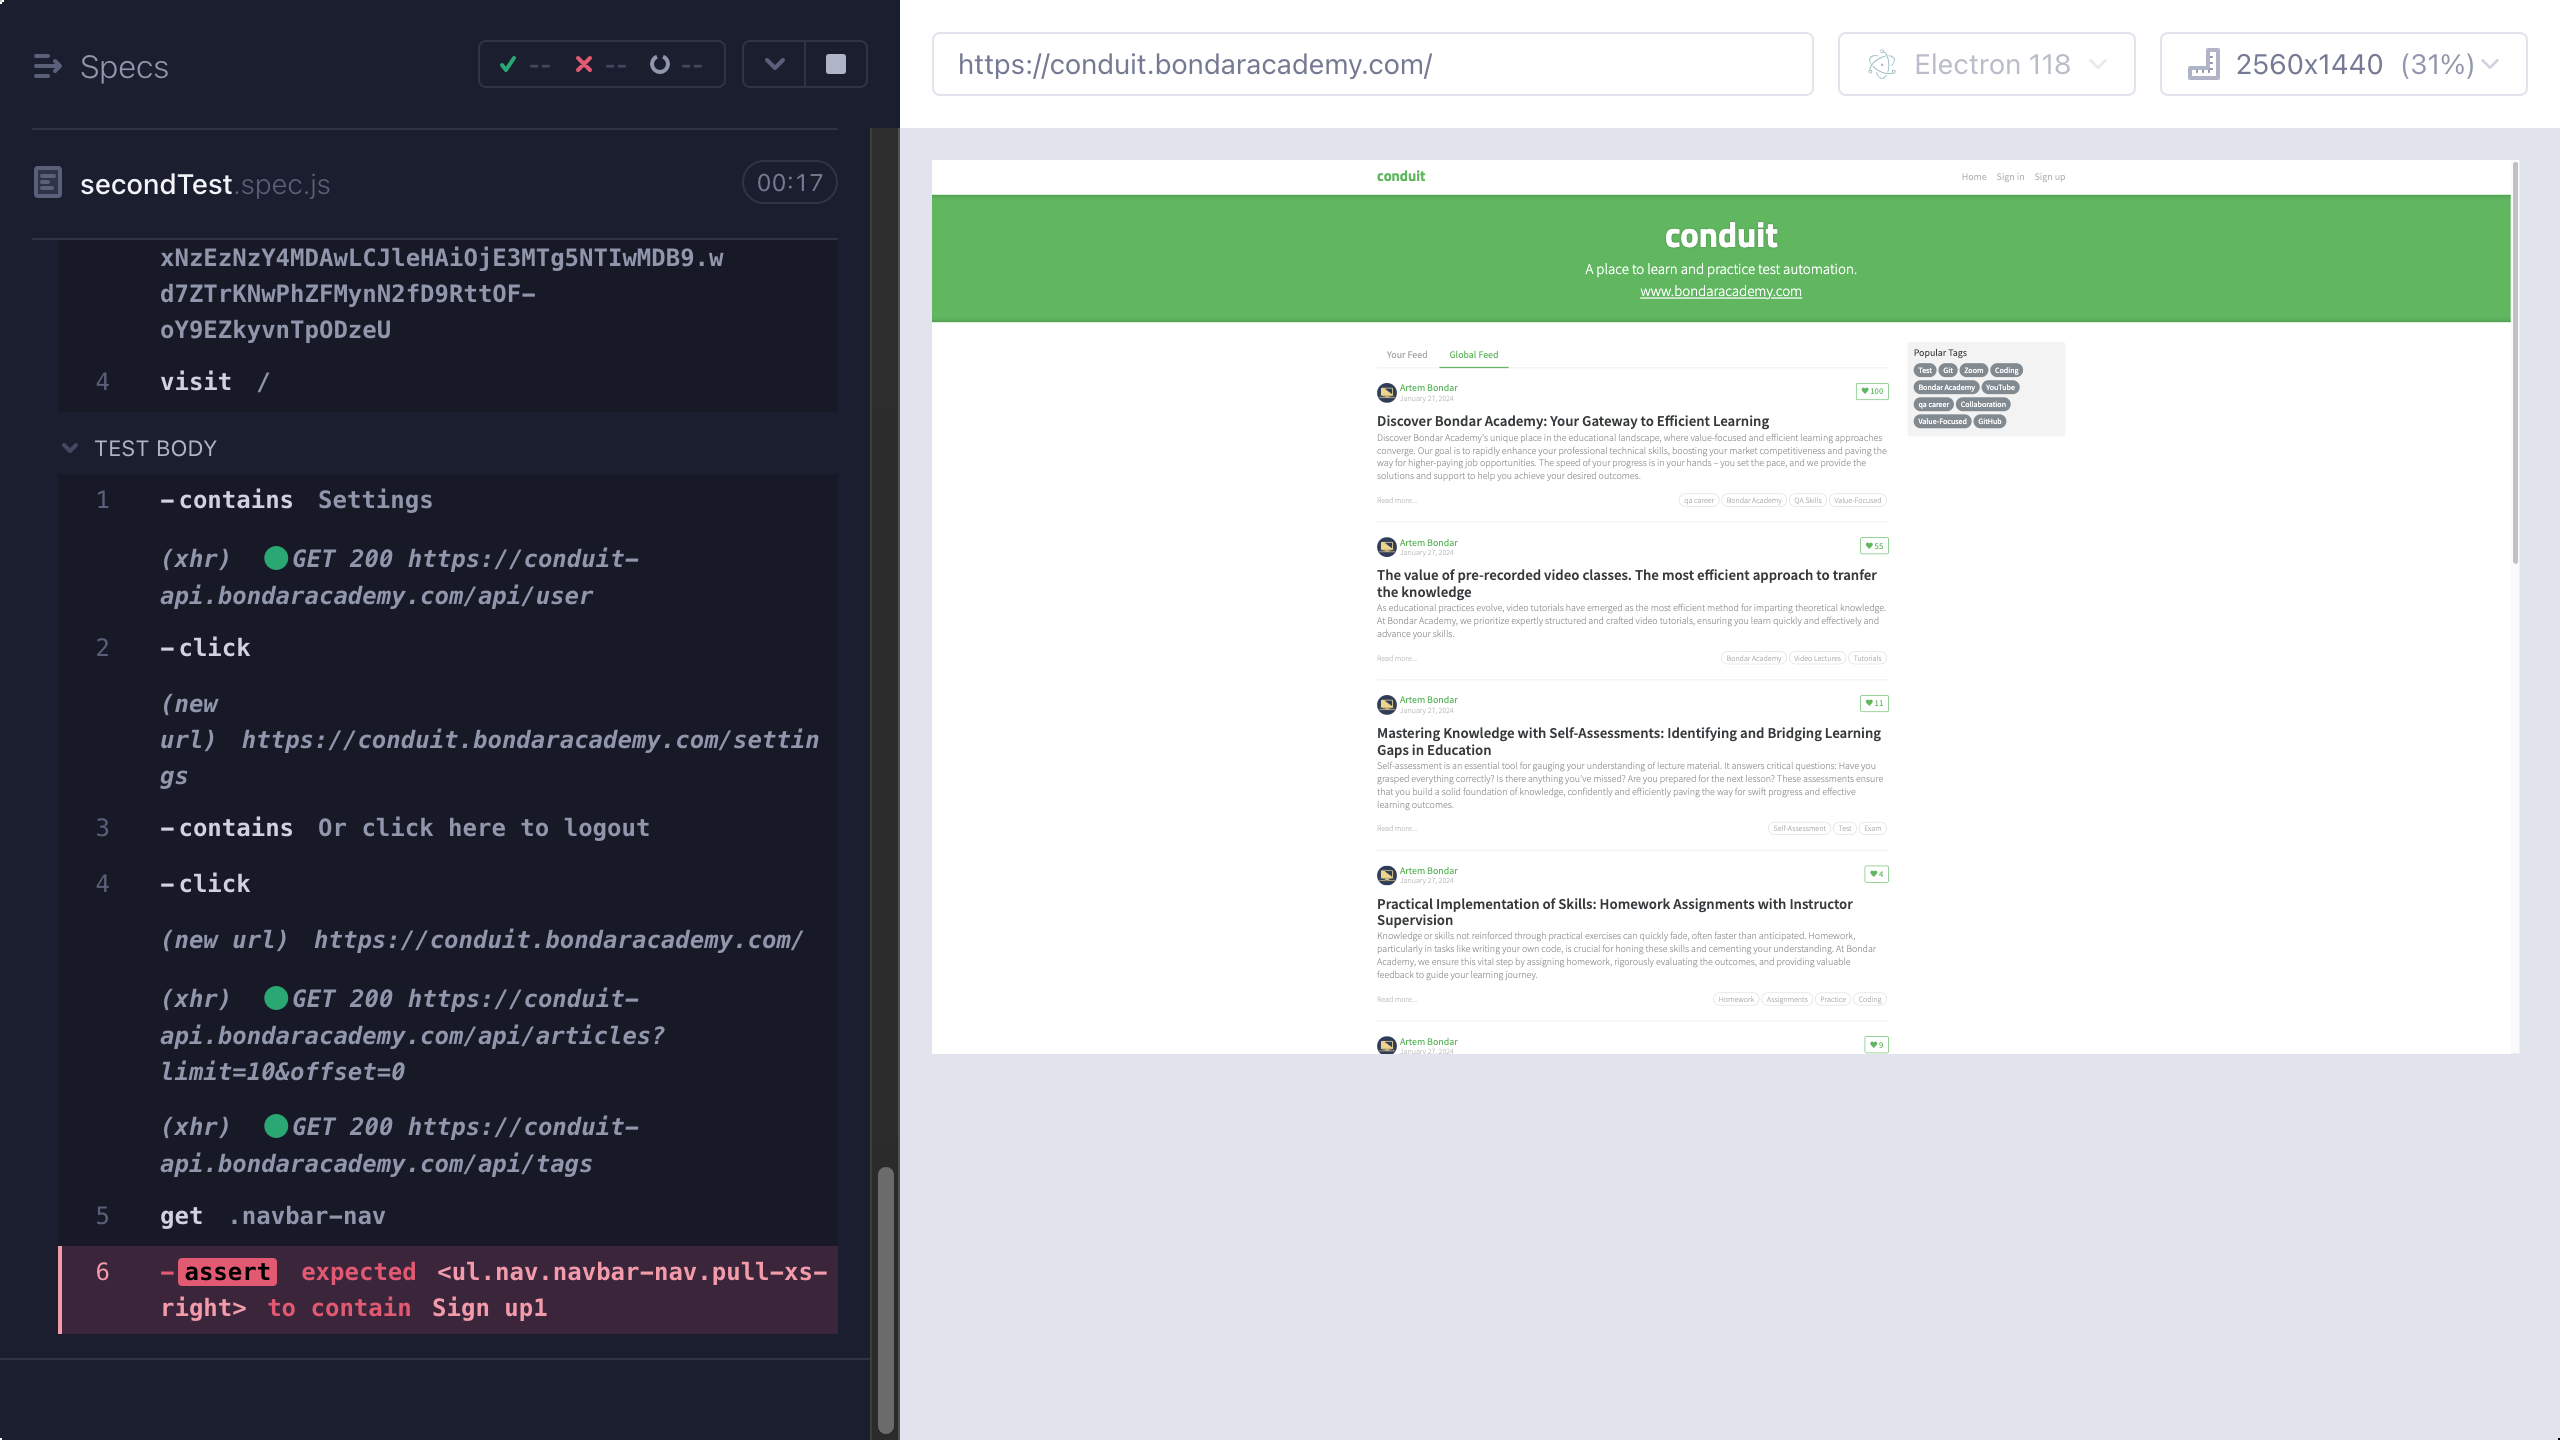 Specs
-- -- --
secondTest.spec.js 00:17
xNzEzNzY4MDAwLCJleHAiOjE3MTg5NTIwMDB9.w
d7ZTrKNwPhZFMynN2fD9RttOF-
oY9EZkyvnTpODzeU
4 visit /
TEST BODY
1 -contains Settings
(xhr) GET 200 https://conduit-
api.bondaracademy.com/api/user
2 -click
(new
url) https://conduit.bondaracademy.com/settin
gs
3 -contains Or click here to logout
4 -click
(new url) https://conduit.bondaracademy.com/
(xhr) GET 200 https://conduit-
api.bondaracademy.com/api/articles?
limit=10&offset=0
(xhr) GET 200 https://conduit-
api.bondaracademy.com/api/tags
5 get .navbar-nav
6 -assert expected <ul.nav.navbar-nav.pull-xs-
right> to contain Sign up1
https://conduit.bondaracademy.com/
Electron 118
2560x1440 (31%)
conduit
Home Sign in Sign up
conduit
A place to learn and practice test automation.
www.bondaracademy.com
Your Feed Global Feed
Artem Bondar
January 27, 2024
100
Discover Bondar Academy: Your Gateway to Efficient Learning
Discover Bondar Academy's unique place in the educational landscape, where value-focused and efficient learning approaches
converge. Our goal is to rapidly enhance your professional technical skills, boosting your market competitiveness and paving the
way for higher-paying job opportunities. The speed of your progress is in your hands – you set the pace, and we provide the
solutions and support to help you achieve your desired outcomes.
Read more...
qa career Bondar Academy QA Skills Value-Focused
Artem Bondar
January 27, 2024
55
The value of pre-recorded video classes. The most efficient approach to tranfer
the knowledge
As educational practices evolve, video tutorials have emerged as the most efficient method for imparting theoretical knowledge.
At Bondar Academy, we prioritize expertly structured and crafted video tutorials, ensuring you learn quickly and effectively and
advance your skills.
Read more...
Bondar Academy Video Lectures Tutorials
Artem Bondar
January 27, 2024
11
Mastering Knowledge with Self-Assessments: Identifying and Bridging Learning
Gaps in Education
Self-assessment is an essential tool for gauging your understanding of lecture material. It answers critical questions: Have you
grasped everything correctly? Is there anything you've missed? Are you prepared for the next lesson? These assessments ensure
that you build a solid foundation of knowledge, confidently and efficiently paving the way for swift progress and effective
learning outcomes.
Read more...
Self-Assessment Test Exam
Artem Bondar
January 27, 2024
4
Practical Implementation of Skills: Homework Assignments with Instructor
Supervision
Knowledge or skills not reinforced through practical exercises can quickly fade, often faster than anticipated. Homework,
particularly in tasks like writing your own code, is crucial for honing these skills and cementing your understanding. At Bondar
Academy, we ensure this vital step by assigning homework, rigorously evaluating the outcomes, and providing valuable
feedback to guide your learning journey.
Read more...
Homework Assignments Practice Coding
Artem Bondar
January 27, 2024
9
Popular Tags
Test Git Zoom Coding
Bondar Academy YouTube
qa career Collaboration
Value-Focused GitHub